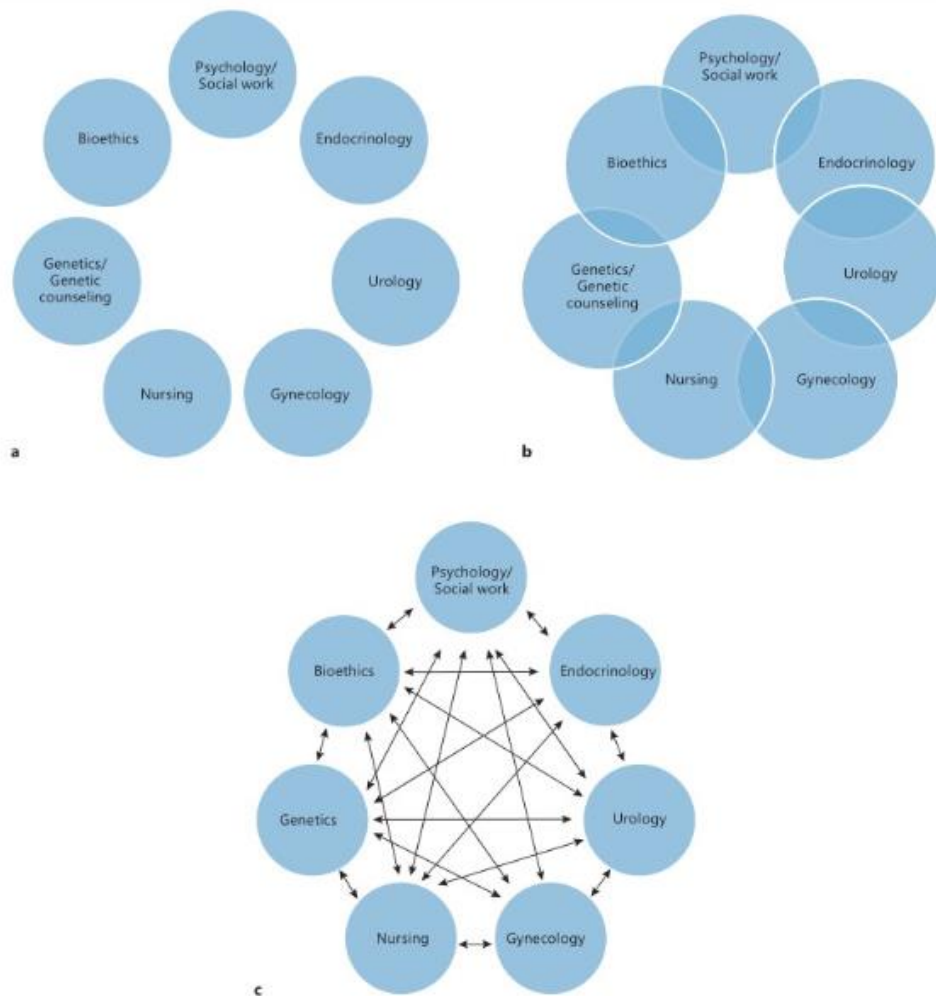 Psychology/
Social work
Bioethics
Endocrinology
Genetics/
Genetic
counseling
Urology
Nursing
Gynecology
a
Psychology/
Social work
Bioethics
Endocrinology
Genetics/
Genetic
counseling
Urology
Nursing
Gynecology
b
Psychology/
Social work
Bioethics
Endocrinology
Genetics
Urology
Nursing
Gynecology
c